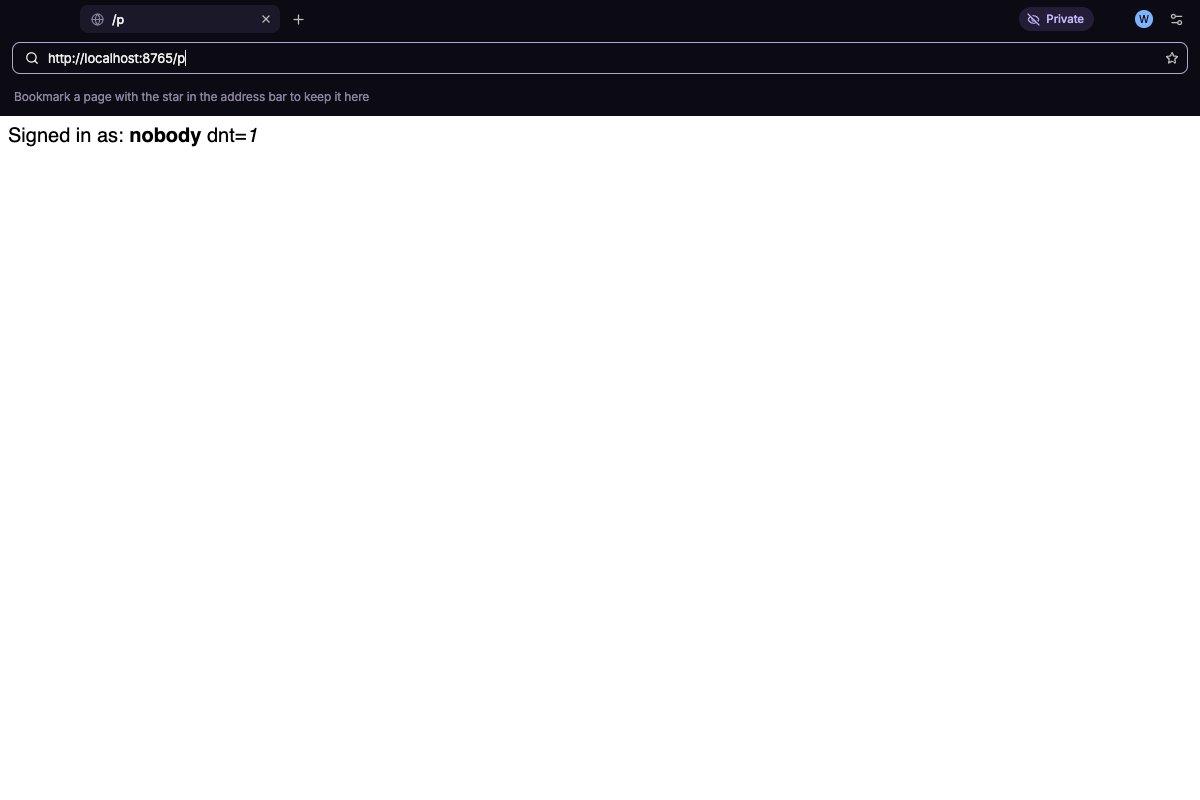 /p
Private
W
http://localhost:8765/p
Bookmark a page with the star in the address bar to keep it here
Signed in as: nobody dnt=1